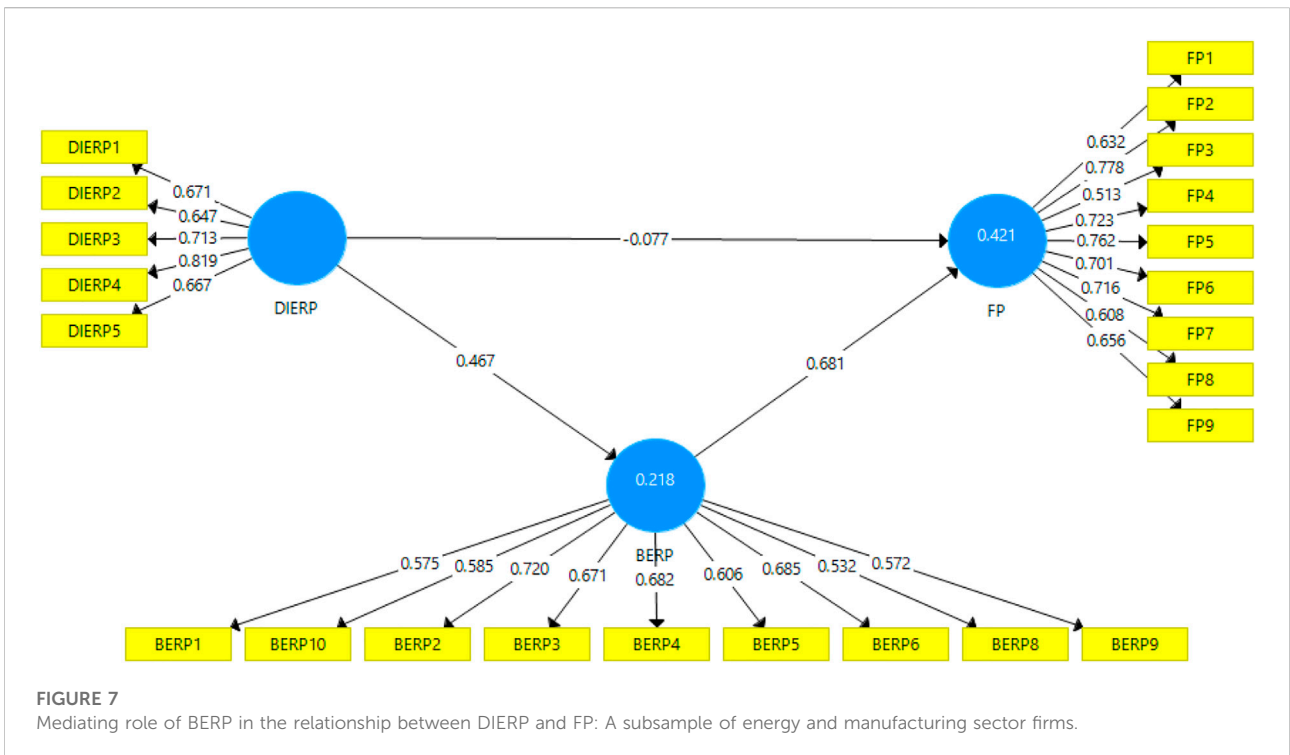 FP1
FP2
FP3
FP4
FP5
FP6
FP7
FP8
FP9
0.632
0.778
0.513
0.723
0.762
0.701
0.716
0.608
0.656
DIERP1
DIERP2
DIERP3
DIERP4
DIERP5
0.671
0.647
0.713
0.819
0.667
DIERP
-0.077
0.421
FP
0.467
0.681
0.218
BERP
0.575
0.585
0.720
0.671
0.682
0.606
0.685
0.532
0.572
BERP1
BERP10
BERP2
BERP3
BERP4
BERP5
BERP6
BERP8
BERP9
FIGURE 7
Mediating role of BERP in the relationship between DIERP and FP: A subsample of energy and manufacturing sector firms.